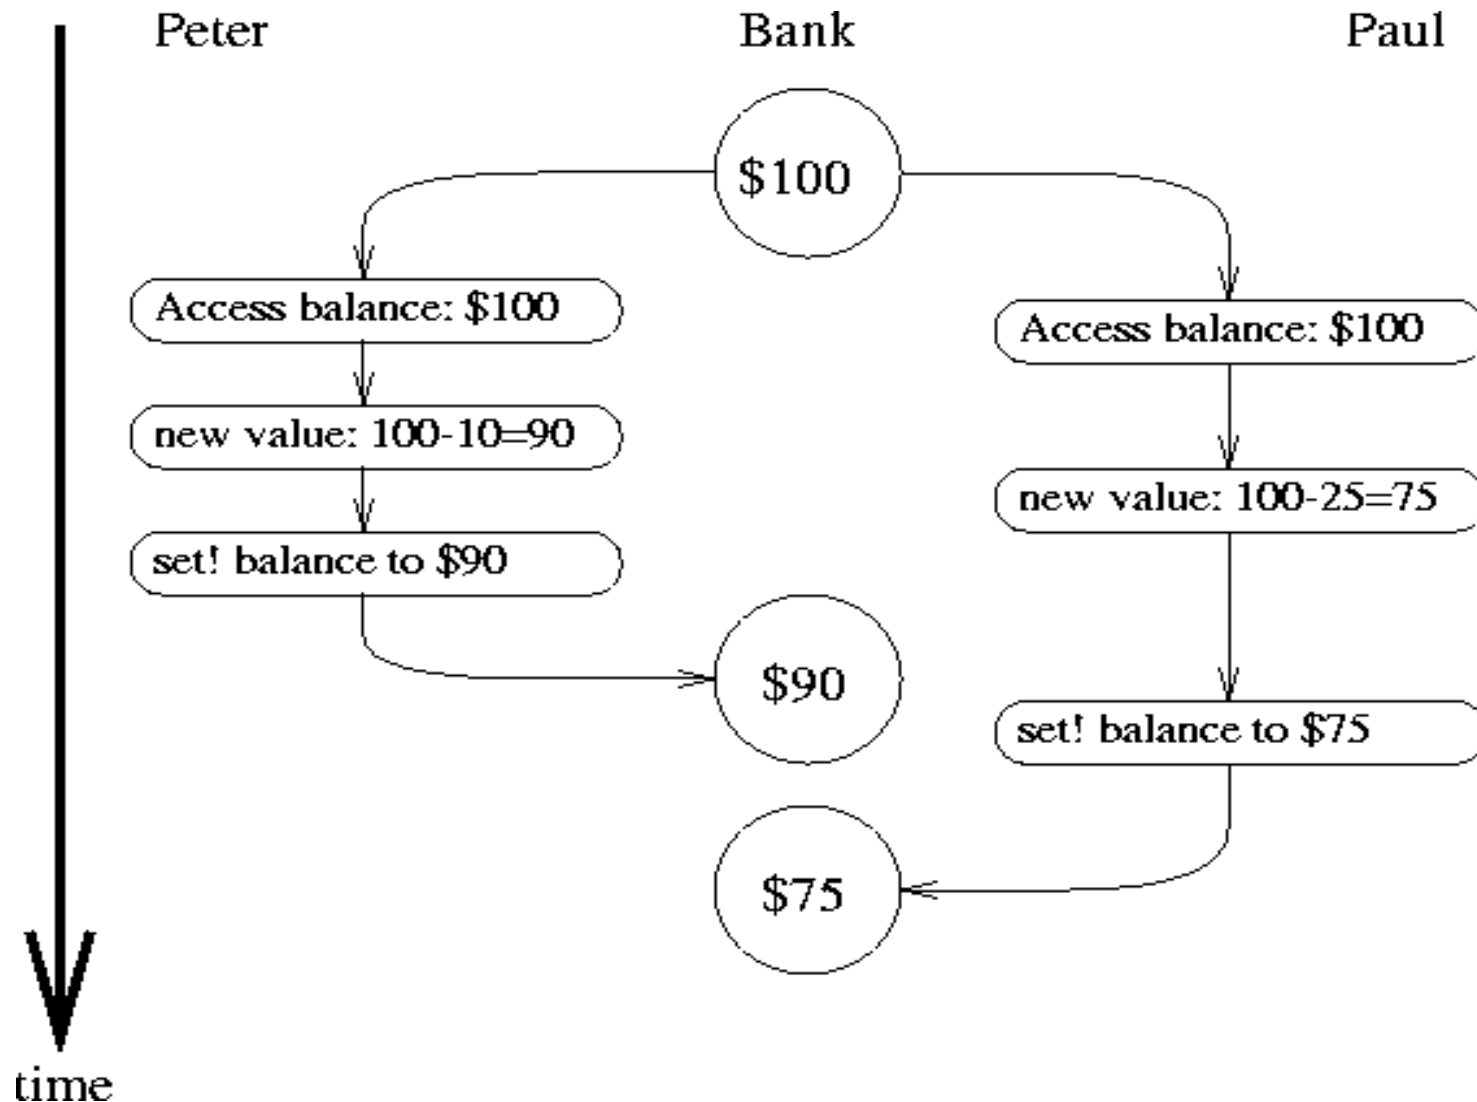 Peter
Bank
Paul
$100
Access balance: $100
Access balance: $100
new value: 100-10=90
new value: 100-25=75
set! balance to $90
$90
set! balance to $75
$75
time